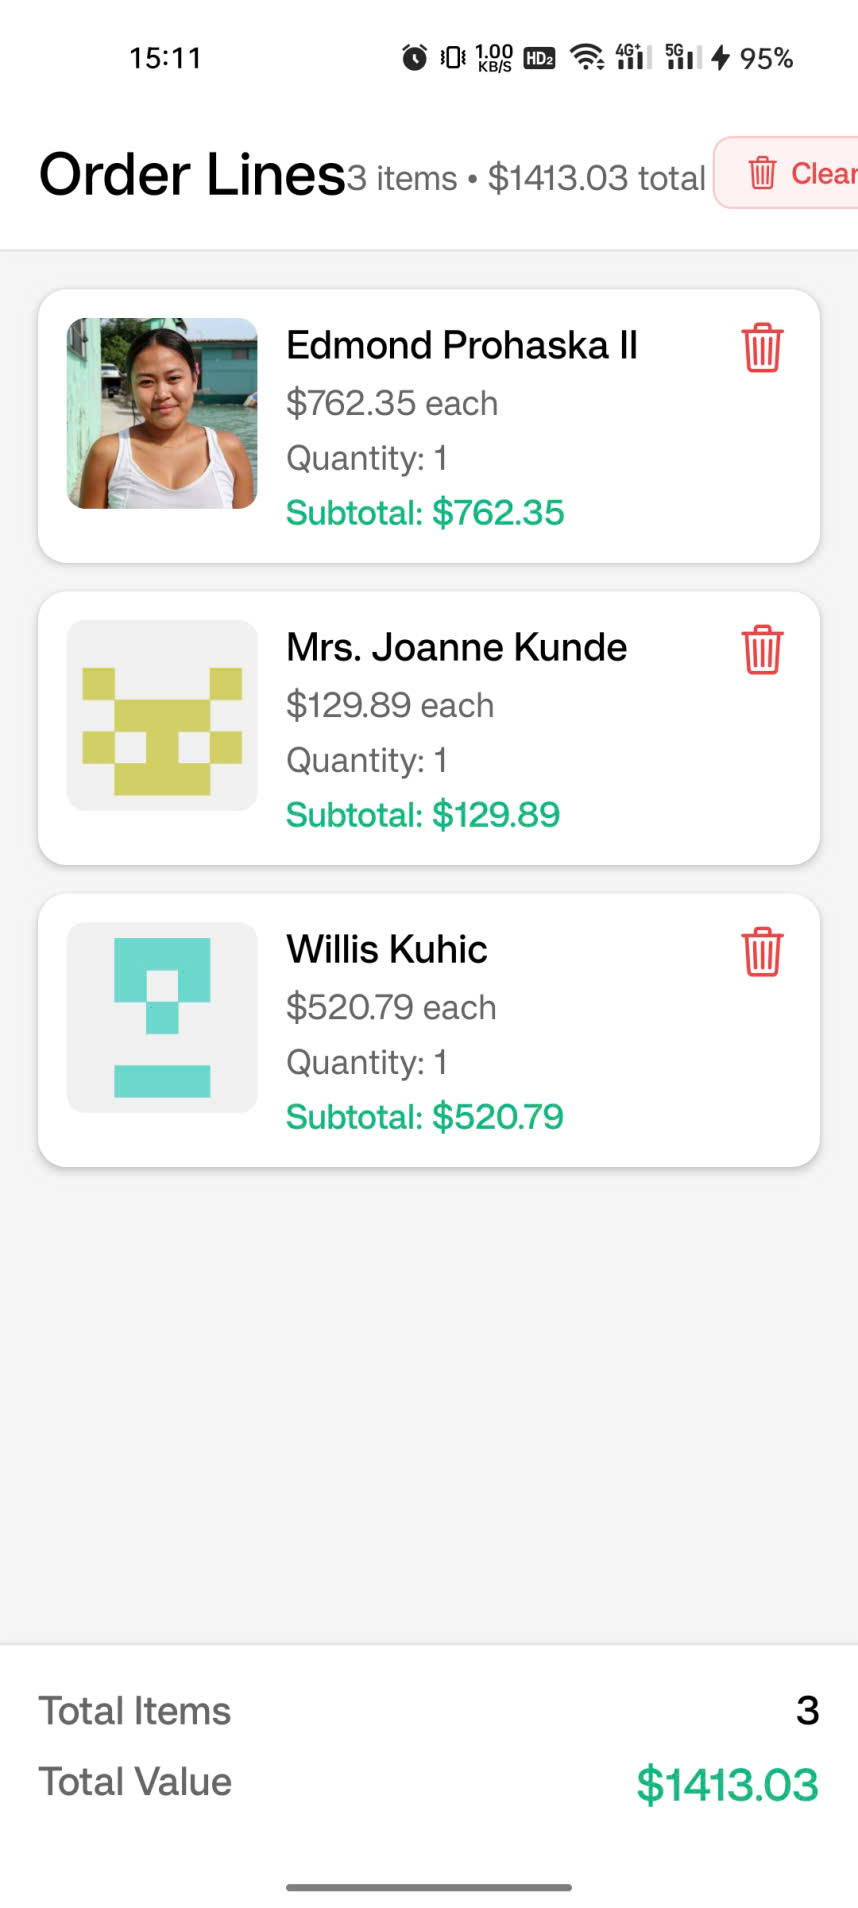 15:11
1.00
KB/S
HD2
4G+
5G
95%
Order Lines
3 items • $1413.03 total
Clear
Edmond Prohaska II
$762.35 each
Quantity: 1
Subtotal: $762.35
Mrs. Joanne Kunde
$129.89 each
Quantity: 1
Subtotal: $129.89
Willis Kuhic
$520.79 each
Quantity: 1
Subtotal: $520.79
Total Items
3
Total Value
$1413.03